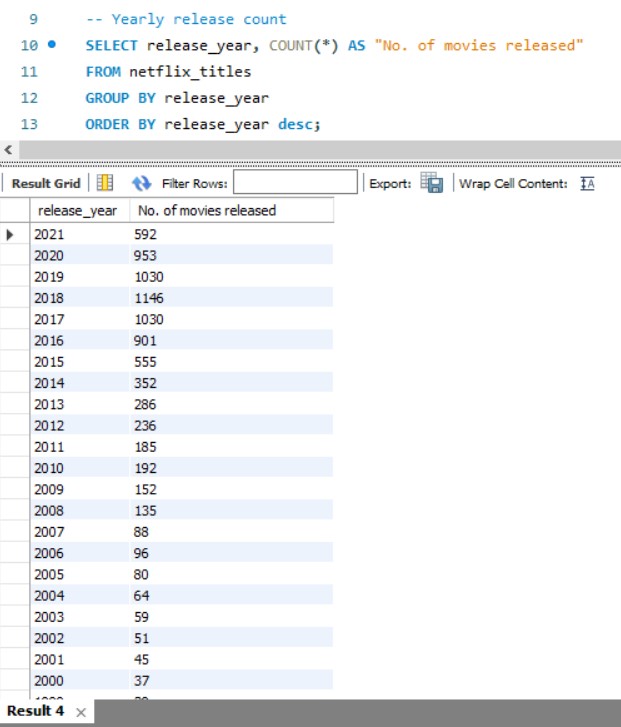 9 -- Yearly release count
10 SELECT release_year, COUNT(*) AS "No. of movies released"
11 FROM netflix_titles
12 GROUP BY release_year
13 ORDER BY release_year desc;
Result Grid Filter Rows: Export: Wrap Cell Content: IA
release_year No. of movies released
2021 592
2020 953
2019 1030
2018 1146
2017 1030
2016 901
2015 555
2014 352
2013 286
2012 236
2011 185
2010 192
2009 152
2008 135
2007 88
2006 96
2005 80
2004 64
2003 59
2002 51
2001 45
2000 37
Result 4 ×